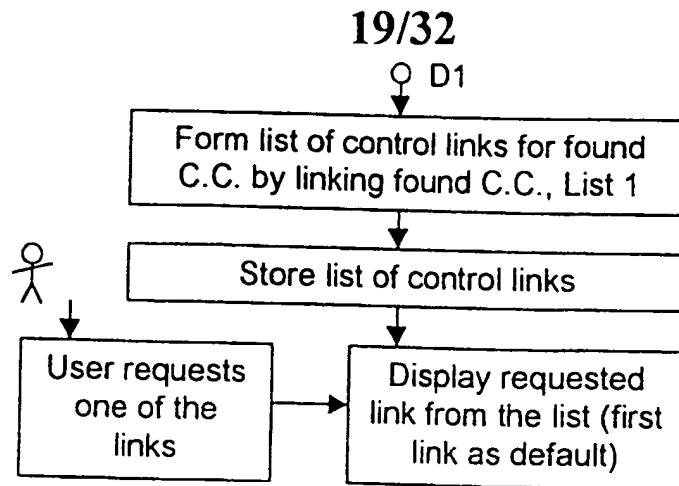 19/32
D1
Form list of control links for found
C.C. by linking found C.C., List 1
Store list of control links
User requests
one of the
links
Display requested
link from the list (first
link as default)